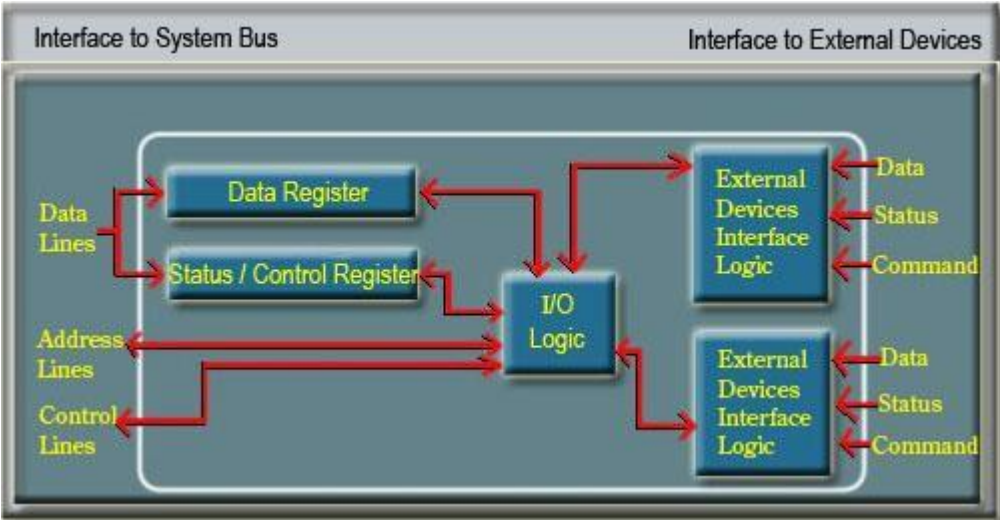 Interface to System Bus
Interface to External Devices
Data Register
Status / Control Register
Data
Lines
Address
Lines
Control
Lines
I/O
Logic
External
Devices
Interface
Logic
Data
Status
Command
External
Devices
Interface
Logic
Data
Status
Command